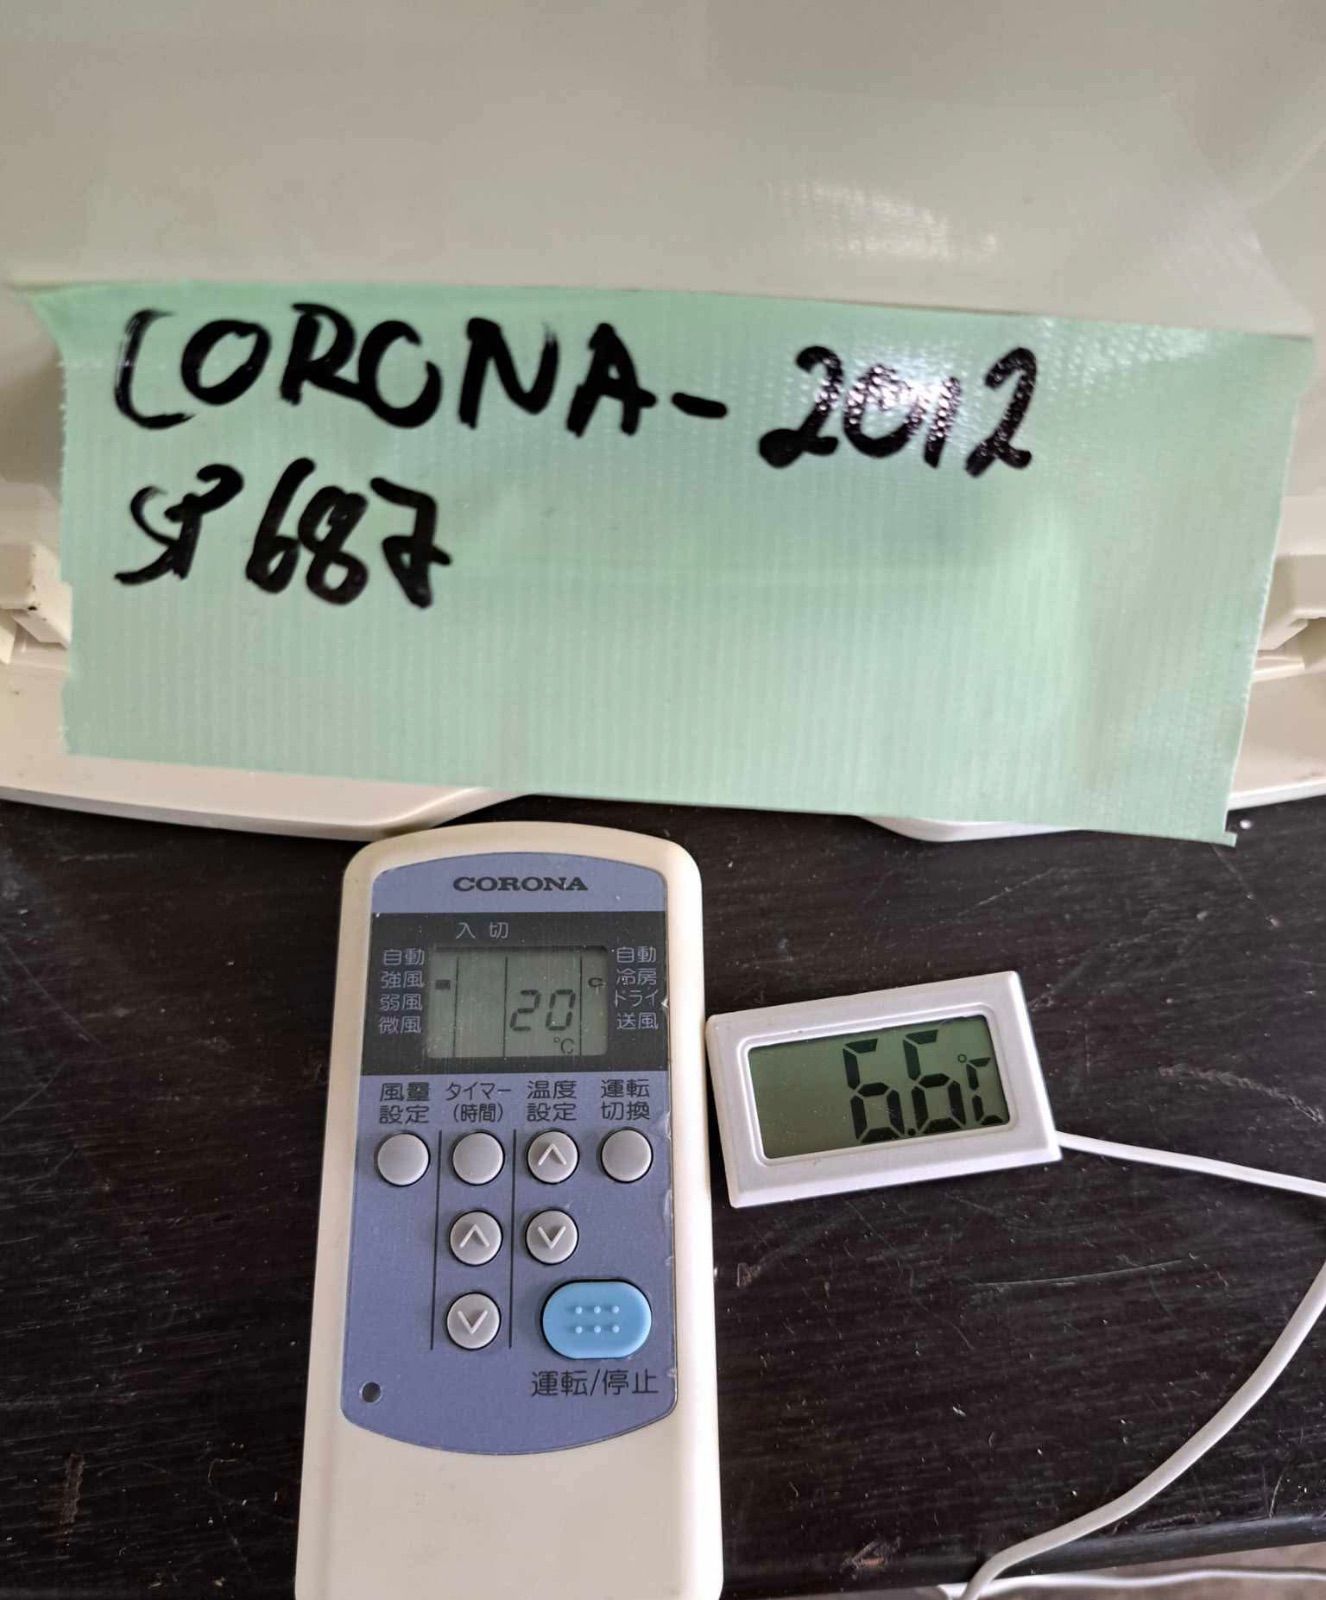 CORONA-2012
SP687
CORONA
入 切
自動
強風
弱風
微風
20
℃
自動
冷房
ドライ
送風
風量
設定
タイマー
(時間)
温度
設定
運転
切換
運転/停止
6.6℃